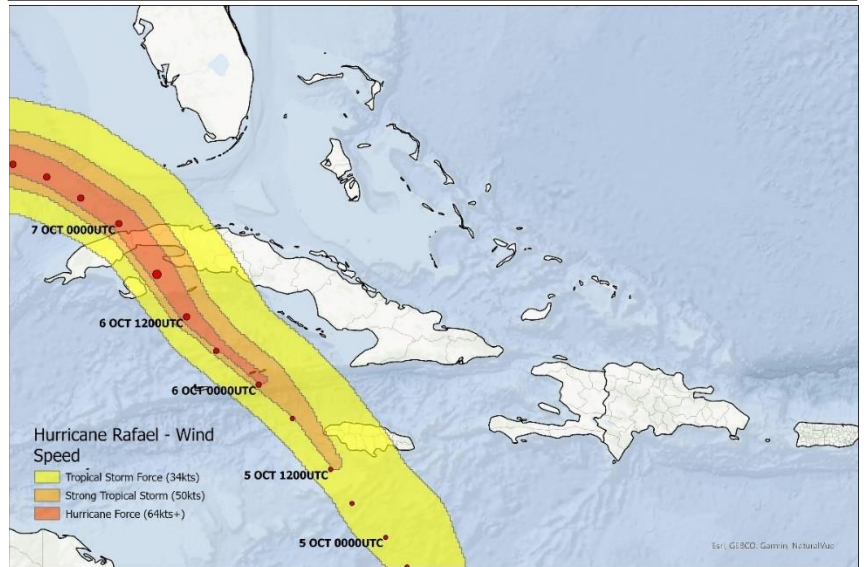 7 OCT 0000UTC
6 OCT 1200UTC
6 OCT 0000UTC
5 OCT 1200UTC
5 OCT 0000UTC
Hurricane Rafael - Wind
Speed
Tropical Storm Force (34kts)
Strong Tropical Storm (50kts)
Hurricane Force (64kts+)
Esri, GEBCO, Garmin, NaturalVue